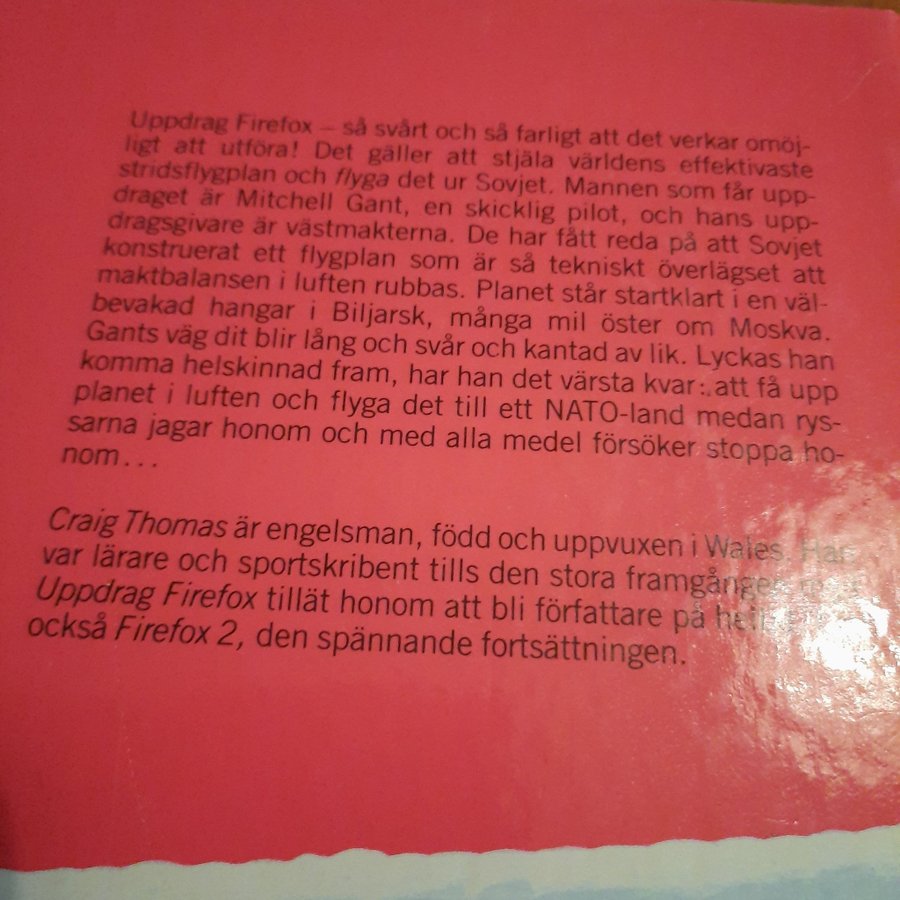 Uppdrag Firefox – så svårt och så farligt att det verkar omöj-
ligt att utföra! Det gäller att stjäla världens effektivaste
stridsflygplan och flyga det ur Sovjet. Mannen som får upp-
draget är Mitchell Gant, en skicklig pilot, och hans upp-
dragsgivare är västmakterna. De har fått reda på att Sovjet
konstruerat ett flygplan som är så tekniskt överlägset att
maktbalansen i luften rubbas. Planet står startklart i en väl-
bevakad hangar i Biljarsk, många mil öster om Moskva.
Gants väg dit blir lång och svår och kantad av lik. Lyckas han
komma helskinnad fram, har han det värsta kvar: att få upp
planet i luften och flyga det till ett NATO-land medan rys-
sarna jagar honom och med alla medel försöker stoppa ho-
nom...
Craig Thomas är engelsman, född och uppvuxen i Wales. Han
var lärare och sportskribent tills den stora framgången med
Uppdrag Firefox tillät honom att bli författare på
också Firefox 2, den spännande fortsättningen.